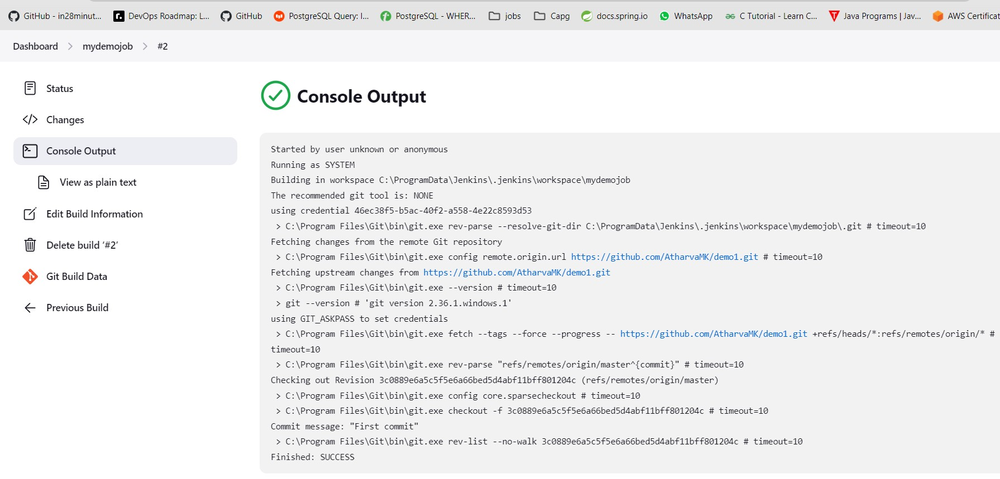 GitHub - in28minut... DevOps Roadmap: L... GitHub PostgreSQL Query: I... PostgreSQL - WHER... jobs Capg docs.spring.io WhatsApp C Tutorial - Learn C... Java Programs | Jav... AWS Certificat
Dashboard > mydemojob > #2
Status
Changes
Console Output
View as plain text
Edit Build Information
Delete build ‘#2’
Git Build Data
Previous Build
Console Output
Started by user unknown or anonymous
Running as SYSTEM
Building in workspace C:\ProgramData\Jenkins\.jenkins\workspace\mydemojob
The recommended git tool is: NONE
using credential 46ec38f5-b5ac-40f2-a558-4e22c8593d53
> C:\Program Files\Git\bin\git.exe rev-parse --resolve-git-dir C:\ProgramData\Jenkins\.jenkins\workspace\mydemojob\.git # timeout=10
Fetching changes from the remote Git repository
> C:\Program Files\Git\bin\git.exe config remote.origin.url https://github.com/AtharvaMK/demo1.git # timeout=10
Fetching upstream changes from https://github.com/AtharvaMK/demo1.git
> C:\Program Files\Git\bin\git.exe --version # timeout=10
> git --version # 'git version 2.36.1.windows.1'
using GIT_ASKPASS to set credentials
> C:\Program Files\Git\bin\git.exe fetch --tags --force --progress -- https://github.com/AtharvaMK/demo1.git +refs/heads/*:refs/remotes/origin/* #
timeout=10
> C:\Program Files\Git\bin\git.exe rev-parse "refs/remotes/origin/master^{commit}" # timeout=10
Checking out Revision 3c0889e6a5c5f5e6a66bed5d4abf11bff801204c (refs/remotes/origin/master)
> C:\Program Files\Git\bin\git.exe config core.sparsecheckout # timeout=10
> C:\Program Files\Git\bin\git.exe checkout -f 3c0889e6a5c5f5e6a66bed5d4abf11bff801204c # timeout=10
Commit message: "First commit"
> C:\Program Files\Git\bin\git.exe rev-list --no-walk 3c0889e6a5c5f5e6a66bed5d4abf11bff801204c # timeout=10
Finished: SUCCESS